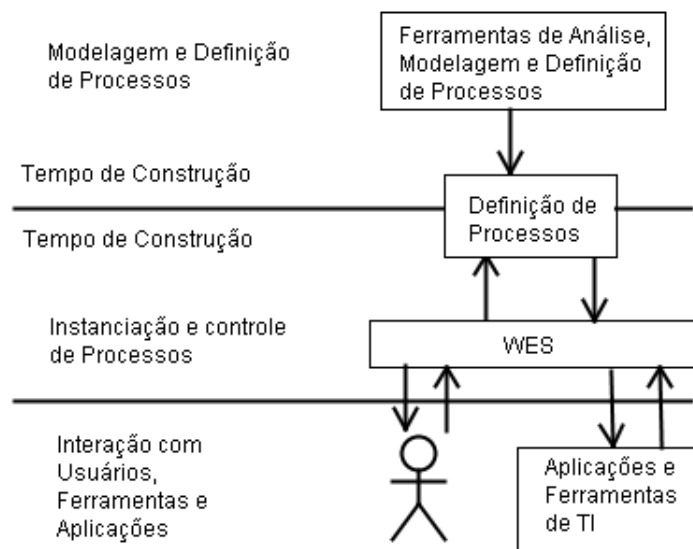 Modelagem e Definição
de Processos
Ferramentas de Análise,
Modelagem e Definição
de Processos
Tempo de Construção
Definição de
Processos
Tempo de Construção
Instanciação e controle
de Processos
WES
Interação com
Usuários,
Ferramentas e
Aplicações
Aplicações e
Ferramentas
de TI